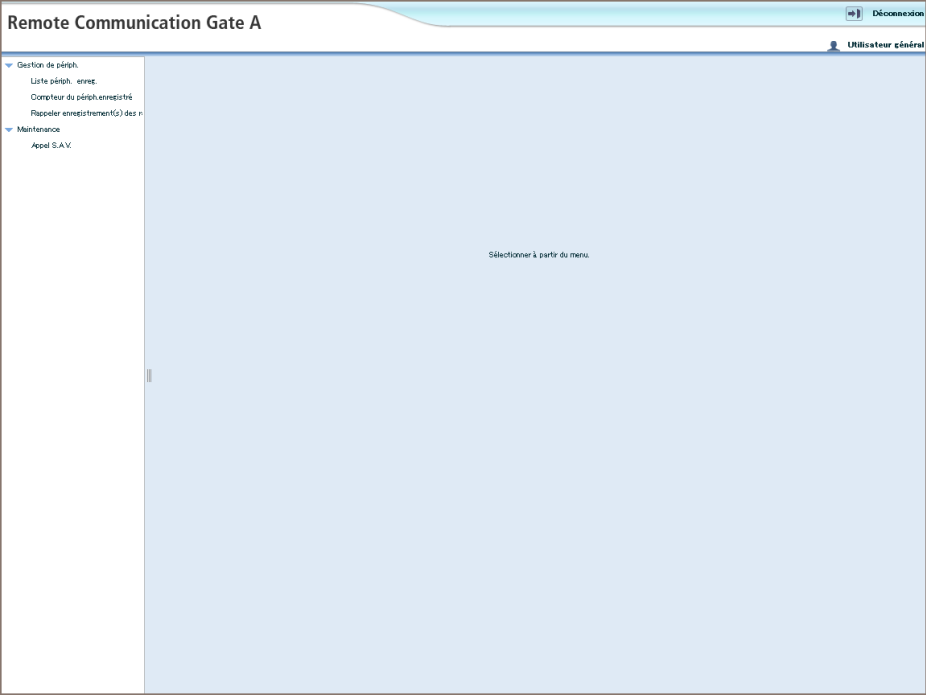 Remote Communication Gate A
Déconnexion
Utilisateur général
Gestion de périph.
Liste périph. enreg.
Compteur du périph.enregistré
Rappeler enregistrement(s) des r
Maintenance
Appel S.A.V.
Sélectionner à partir du menu.